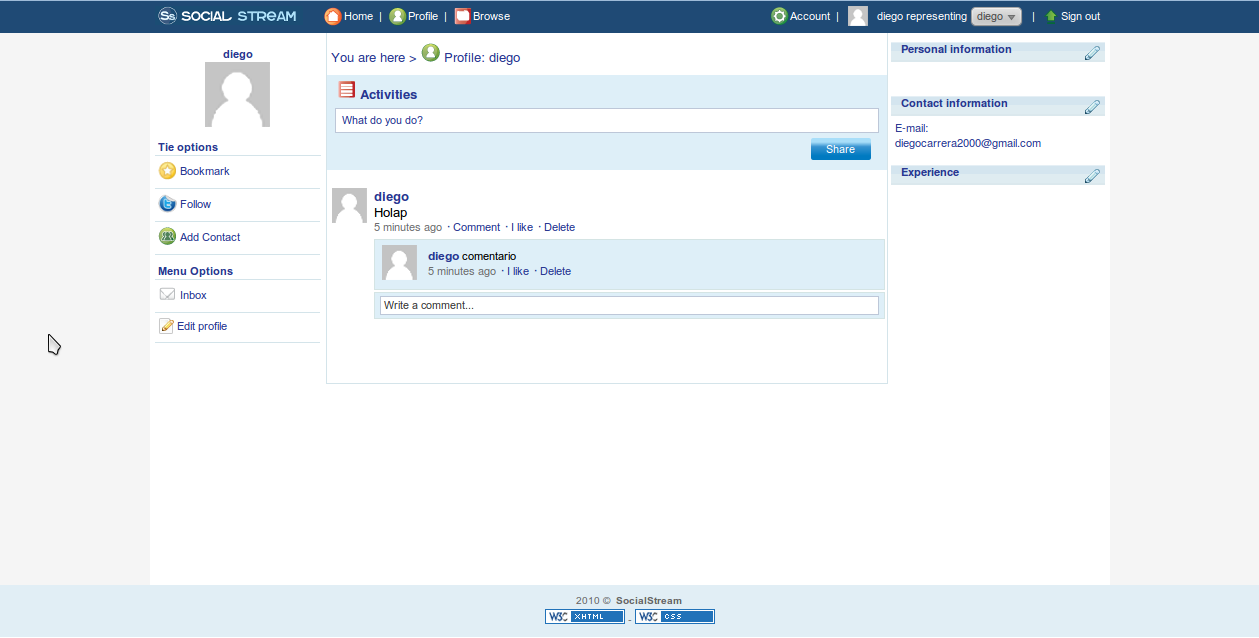 Ss SOCIAL STREAM Home | Profile | Browse Account | diego representing diego | Sign out
diego
Tie options
Bookmark
Follow
Add Contact
Menu Options
Inbox
Edit profile
You are here > Profile: diego
Activities
What do you do?
Share
diego
Holap
5 minutes ago · Comment · I like · Delete
diego comentario
5 minutes ago · I like · Delete
Write a comment...
Personal information
Contact information
E-mail:
diegocarrera2000@gmail.com
Experience
2010 © SocialStream
W3C XHTML - W3C CSS